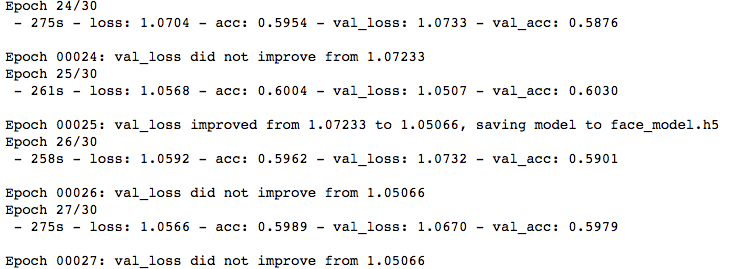 Epoch 24/30
- 275s - loss: 1.0704 - acc: 0.5954 - val_loss: 1.0733 - val_acc: 0.5876
Epoch 00024: val_loss did not improve from 1.07233
Epoch 25/30
- 261s - loss: 1.0568 - acc: 0.6004 - val_loss: 1.0507 - val_acc: 0.6030
Epoch 00025: val_loss improved from 1.07233 to 1.05066, saving model to face_model.h5
Epoch 26/30
- 258s - loss: 1.0592 - acc: 0.5962 - val_loss: 1.0732 - val_acc: 0.5901
Epoch 00026: val_loss did not improve from 1.05066
Epoch 27/30
- 275s - loss: 1.0566 - acc: 0.5989 - val_loss: 1.0670 - val_acc: 0.5979
Epoch 00027: val_loss did not improve from 1.05066